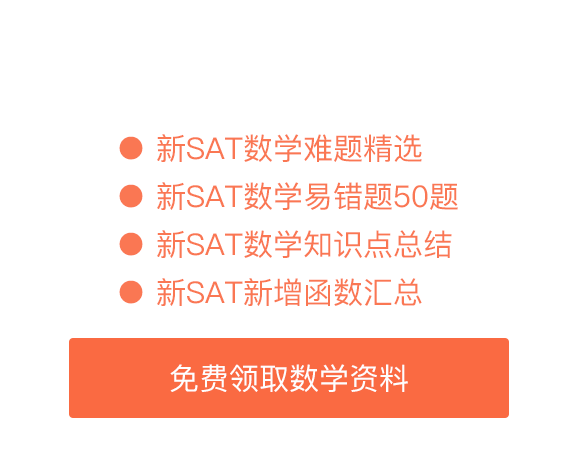 ● 新SAT数学难题精选
● 新SAT数学易错题50题
● 新SAT数学知识点总结
● 新SAT新增函数汇总
免费领取数学资料